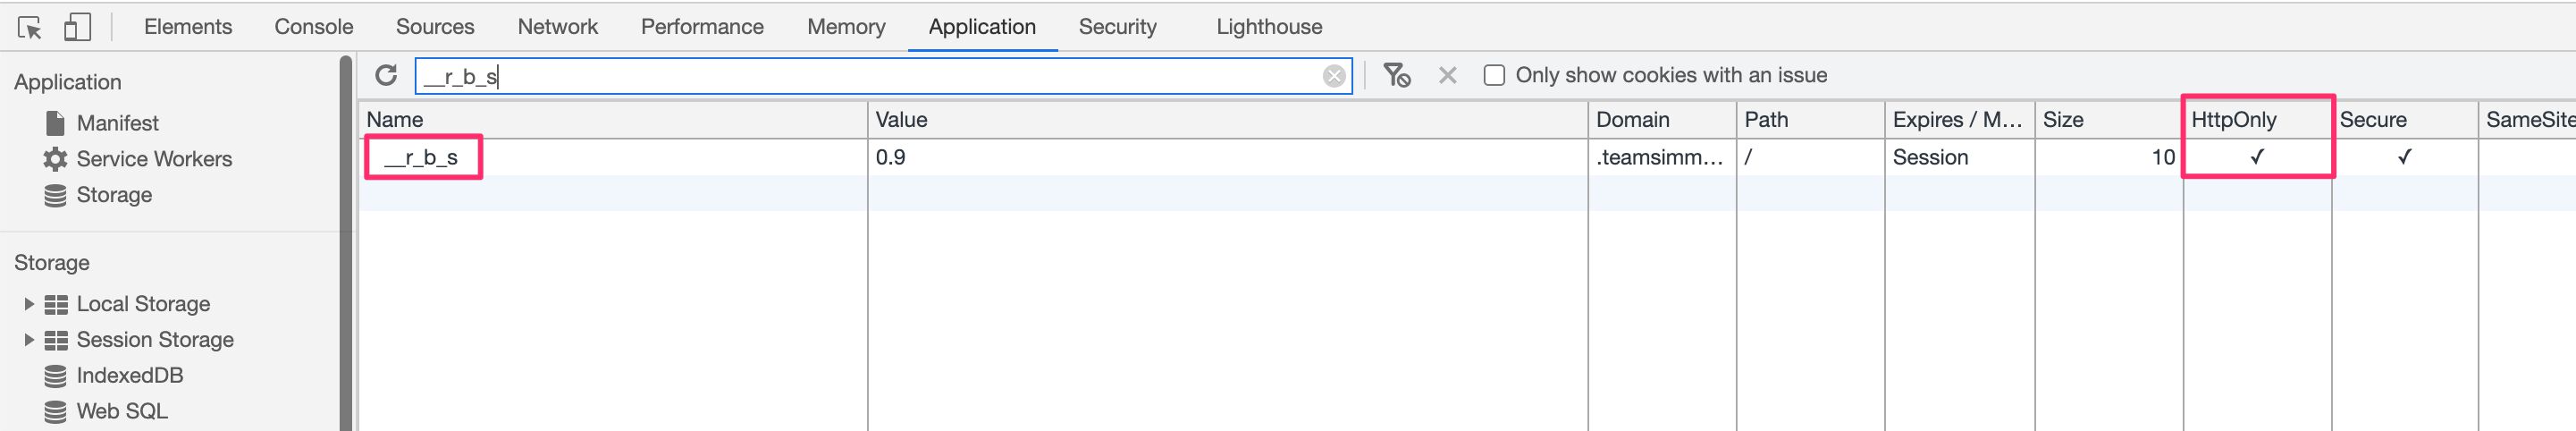 Elements Console Sources Network Performance Memory Application Security Lighthouse
Application
Manifest
Service Workers
Storage
Storage
Local Storage
Session Storage
IndexedDB
Web SQL
__r_b_s
Only show cookies with an issue
Name Value Domain Path Expires / M... Size HttpOnly Secure SameSite
__r_b_s 0.9 .teamsimm... / Session 10 ✓ ✓